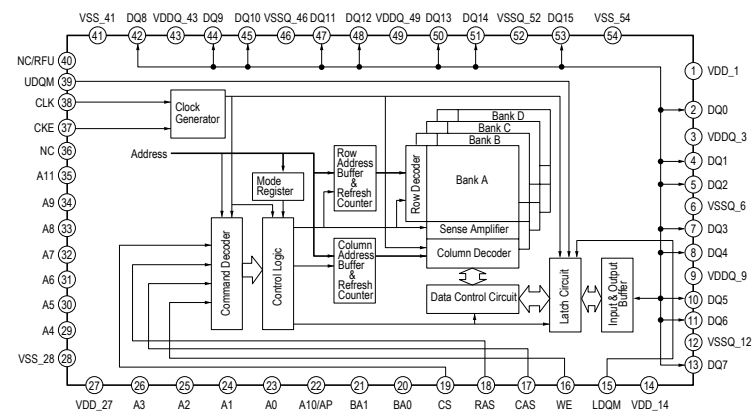 VSS_41 DQ8 VDDQ_43 DQ9 DQ10 VSSQ_46 DQ11 DQ12 VDDQ_49 DQ13 DQ14 VSSQ_52 DQ15 VSS_54
41 42 43 44 45 46 47 48 49 50 51 52 53 54
NC/RFU 40
UDQM 39
CLK 38
CKE 37
NC 36
A11 35
A9 34
A8 33
A7 32
A6 31
A5 30
A4 29
VSS_28 28
Clock
Generator
Address
Mode
Register
Command Decoder
Control Logic
Row
Address
Buffer
&
Refresh
Counter
Column
Address
Buffer
&
Refresh
Counter
Bank D
Bank C
Bank B
Bank A
Row Decoder
Sense Amplifier
Column Decoder
Data Control Circuit
Latch Circuit
Input & Output
Buffer
1 VDD_1
2 DQ0
3 VDDQ_3
4 DQ1
5 DQ2
6 VSSQ_6
7 DQ3
8 DQ4
9 VDDQ_9
10 DQ5
11 DQ6
12 VSSQ_12
13 DQ7
27 26 25 24 23 22 21 20 19 18 17 16 15 14
VDD_27 A3 A2 A1 A0 A10/AP BA1 BA0 CS RAS CAS WE LDQM VDD_14